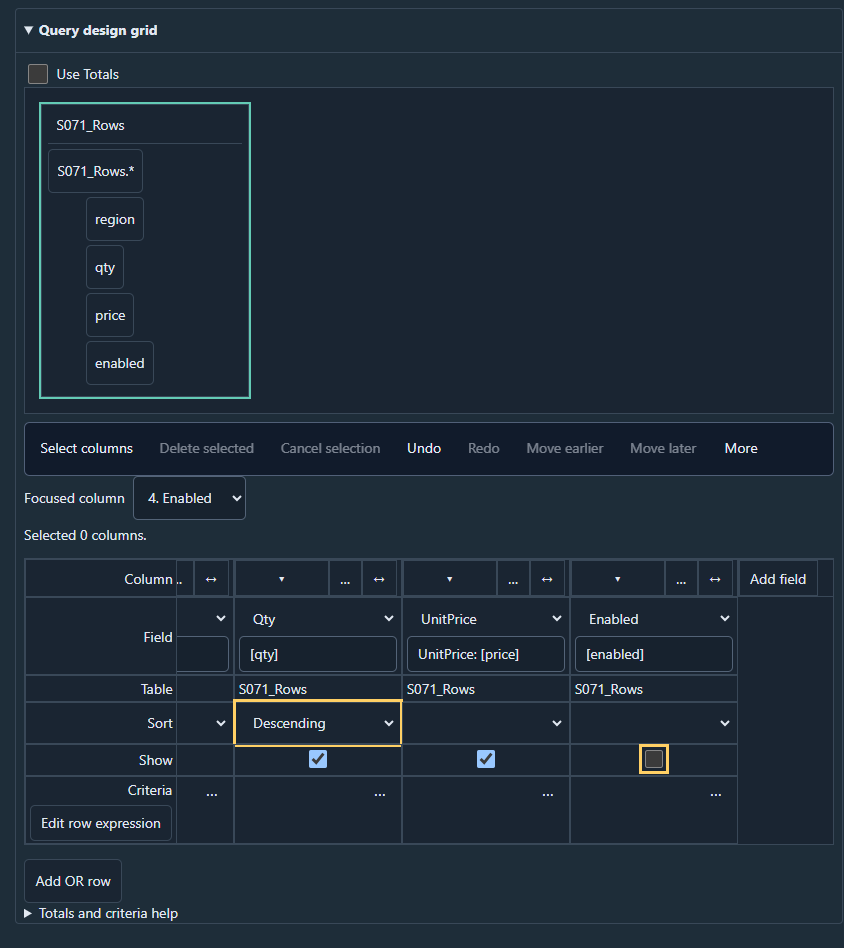 ▼ Query design grid
Use Totals
S071_Rows
S071_Rows.*
region
qty
price
enabled
Select columns Delete selected Cancel selection Undo Redo Move earlier Move later More
Focused column 4. Enabled
Selected 0 columns.
Column .. ↔ ▾ ... ↔ ▾ ... ↔ ▾ ... ↔ Add field
Field Qty UnitPrice Enabled
[qty] UnitPrice: [price] [enabled]
Table S071_Rows S071_Rows S071_Rows
Sort Descending
Show
Criteria ... ... ... ...
Edit row expression
Add OR row
▶ Totals and criteria help